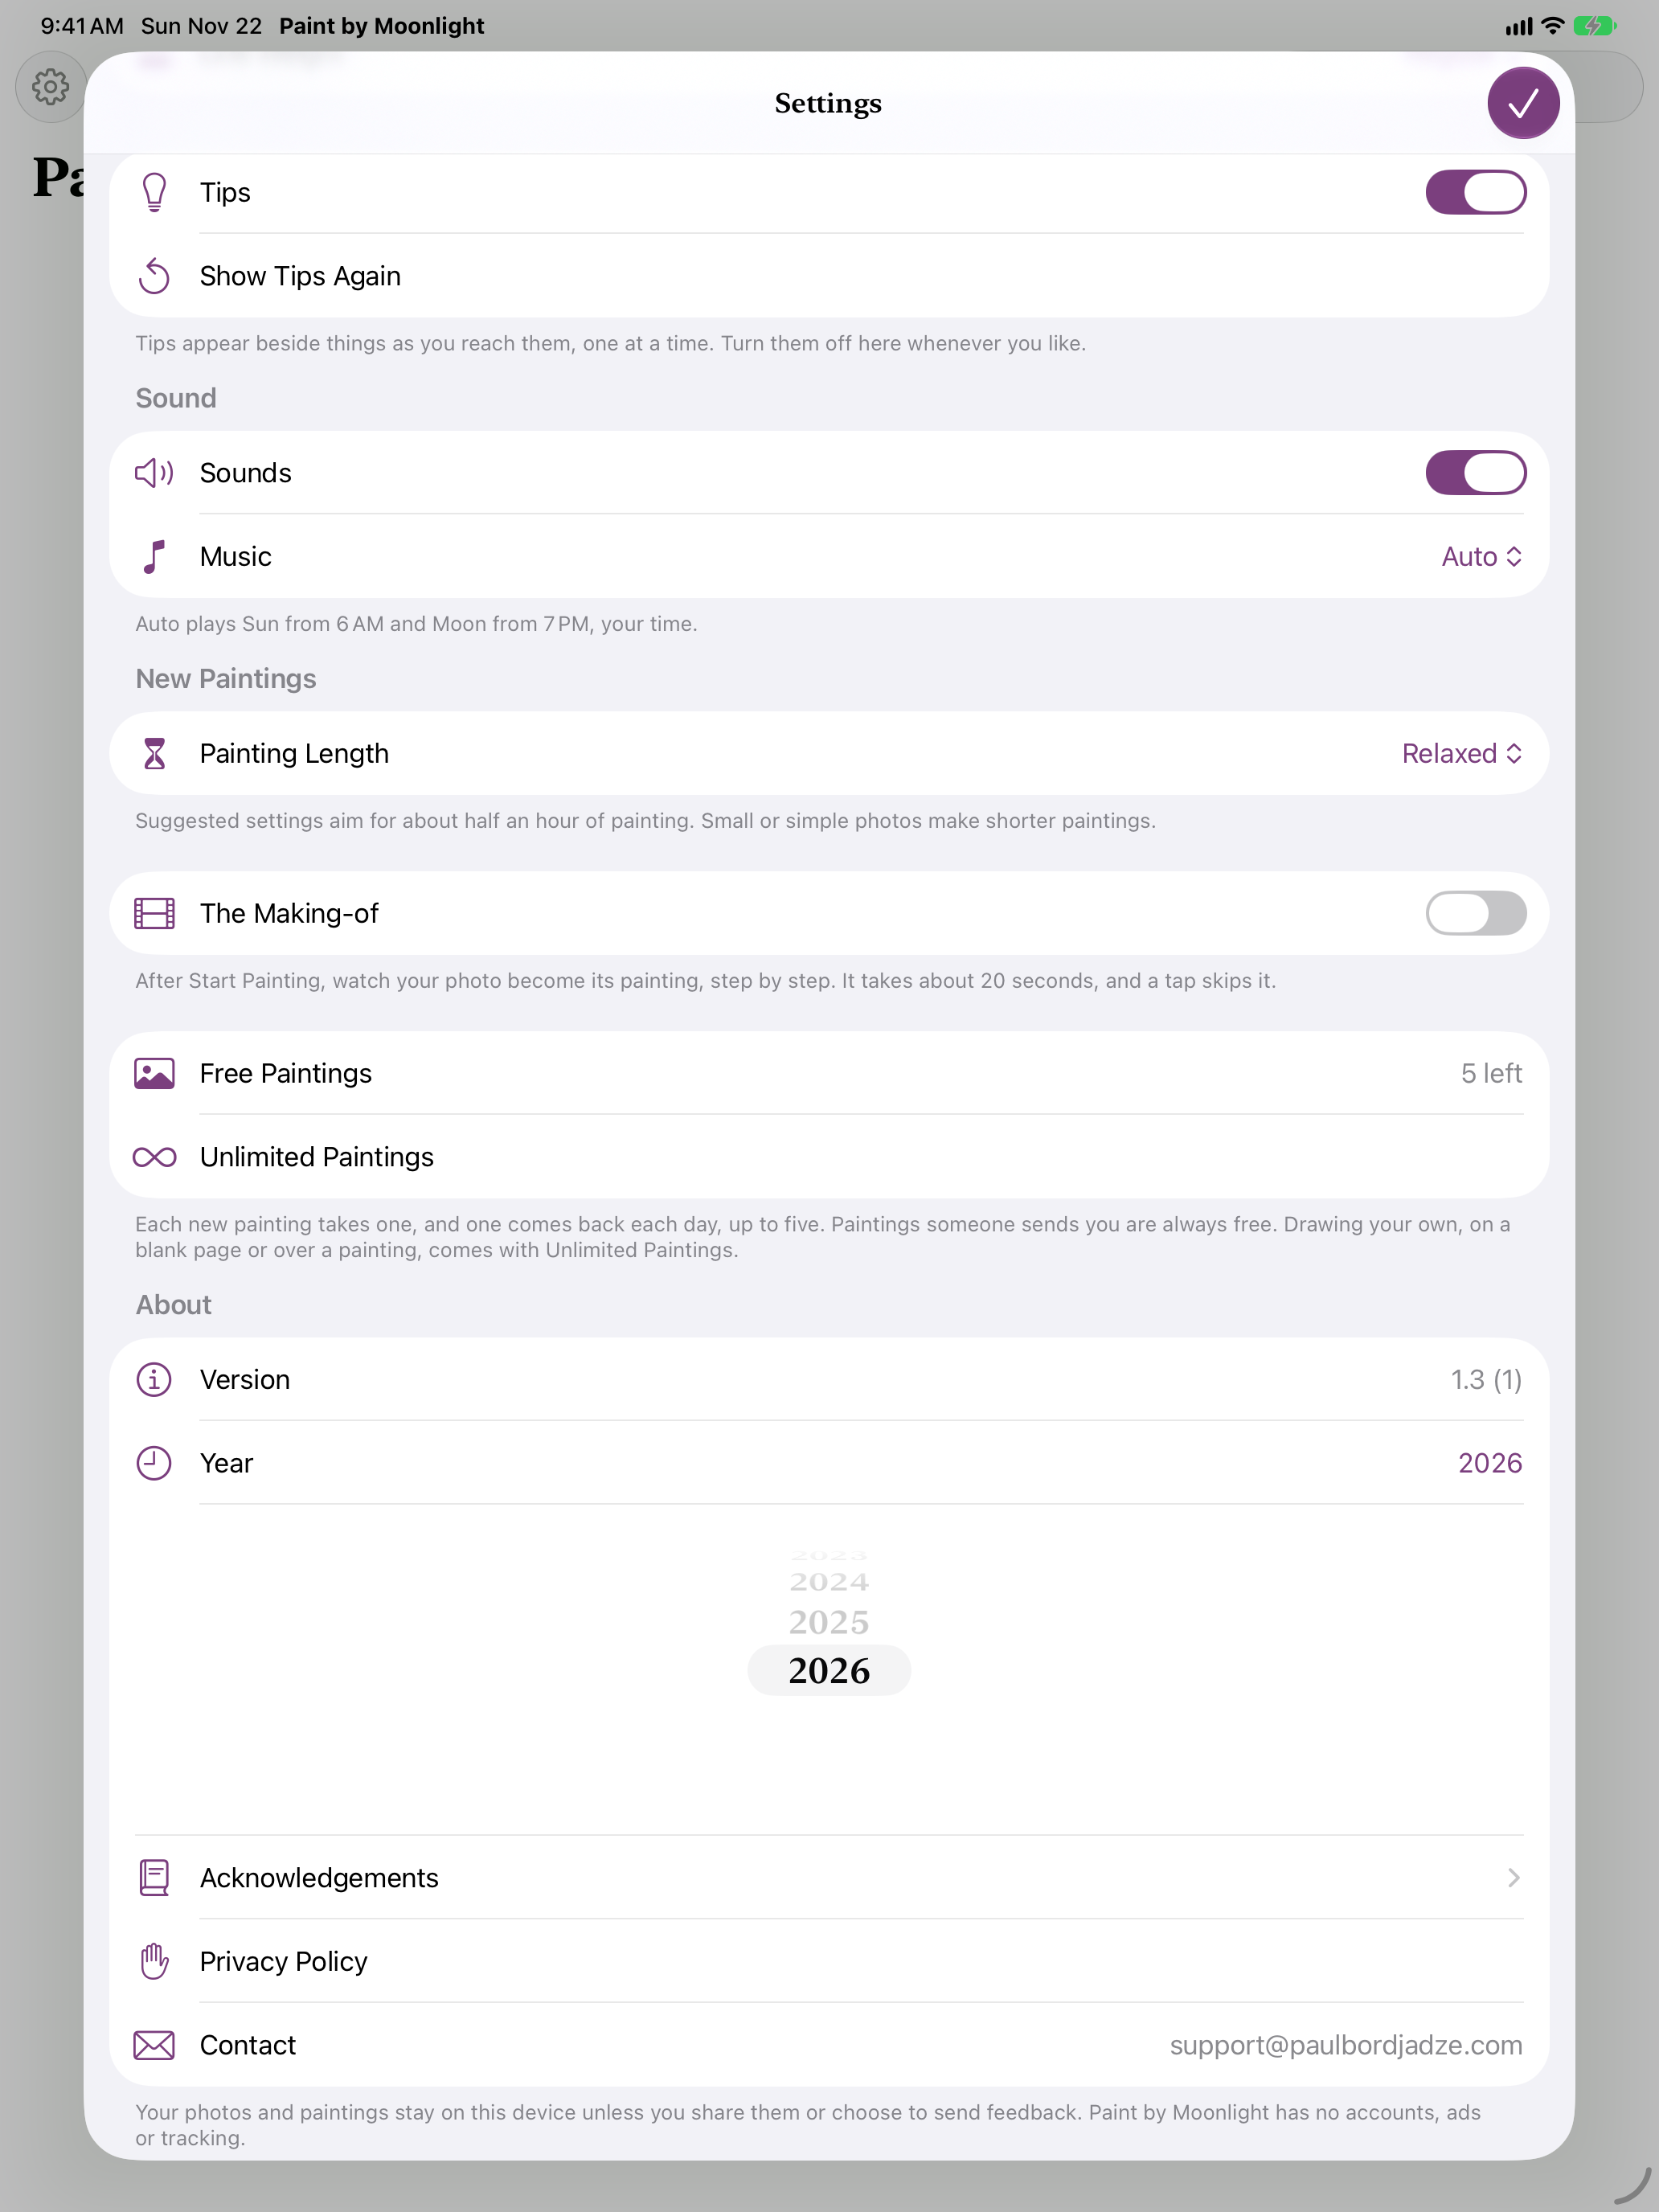 9:41 AM Sun Nov 22 Paint by Moonlight
Settings
Pa
Tips
Show Tips Again
Tips appear beside things as you reach them, one at a time. Turn them off here whenever you like.
Sound
Sounds
Music Auto
Auto plays Sun from 6 AM and Moon from 7 PM, your time.
New Paintings
Painting Length Relaxed
Suggested settings aim for about half an hour of painting. Small or simple photos make shorter paintings.
The Making-of
After Start Painting, watch your photo become its painting, step by step. It takes about 20 seconds, and a tap skips it.
Free Paintings 5 left
Unlimited Paintings
Each new painting takes one, and one comes back each day, up to five. Paintings someone sends you are always free. Drawing your own, on a
blank page or over a painting, comes with Unlimited Paintings.
About
Version 1.3 (1)
Year 2026
2023
2024
2025
2026
Acknowledgements
Privacy Policy
Contact support@paulbordjadze.com
Your photos and paintings stay on this device unless you share them or choose to send feedback. Paint by Moonlight has no accounts, ads
or tracking.